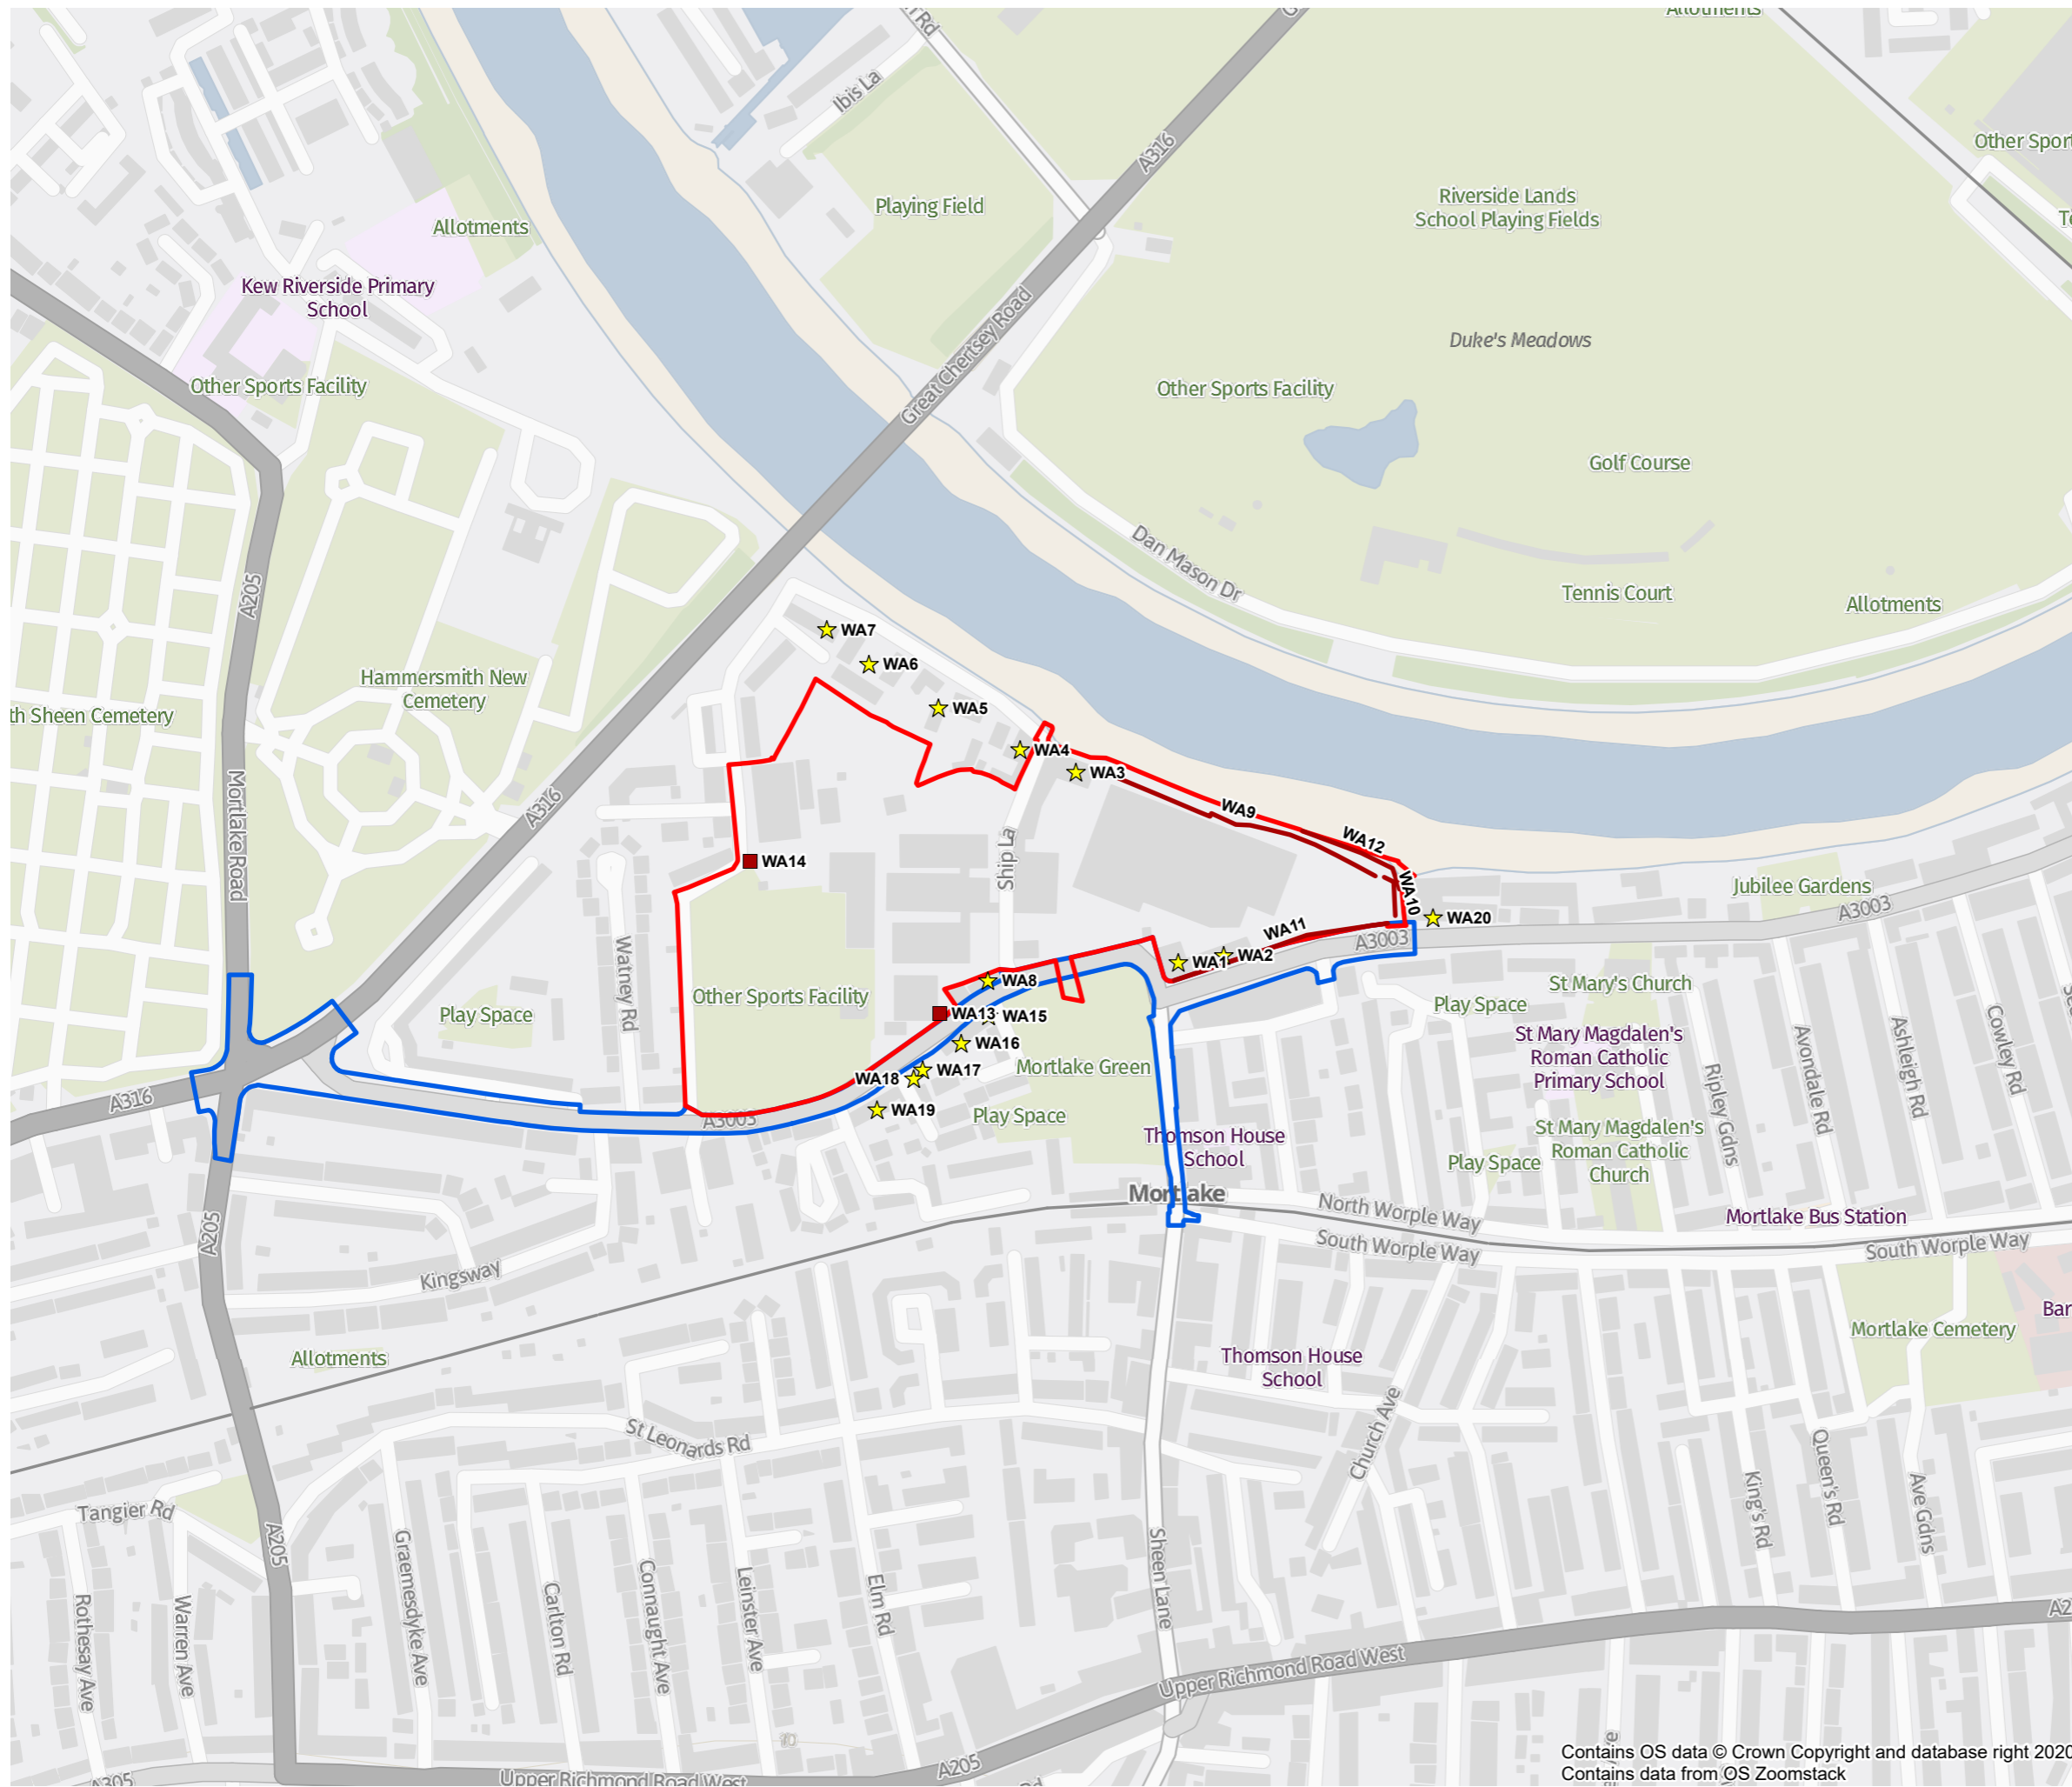 Allotments
Ibis La
A316
Other Sport
Playing Field
Riverside Lands
School Playing Fields
Allotments
Kew Riverside Primary
School
Great Chertsey Road
Duke's Meadows
Other Sports Facility
Other Sports Facility
Golf Course
Dan Mason Dr
A205
Tennis Court
Allotments
WA7
WA6
Hammersmith New
Cemetery
th Sheen Cemetery
WA5
WA4
WA3
Mortlake Road
A316
WA9
WA12
WA14
Ship La
WA10
Jubilee Gardens
A3003
WA20
WA11
A3003
WA1
WA2
Watney Rd
WA8
Other Sports Facility
St Mary's Church
Play Space
Play Space
WA13
WA15
WA16
St Mary Magdalen's
Roman Catholic
Primary School
Mortlake Green
WA17
WA18
Ripley Gdns
Avondale Rd
Ashleigh Rd
Cowley Rd
A316
WA19
A3003
Play Space
St Mary Magdalen's
Roman Catholic
Church
Thomson House
School
Play Space
Mortlake
North Worple Way
Mortlake Bus Station
A205
South Worple Way
South Worple Way
Kingsway
Bar
Mortlake Cemetery
Allotments
Thomson House
School
St Leonards Rd
Church Ave
Tangier Rd
A205
King's Rd
Queen's Rd
Ave Gdns
Rothesay Ave
Warren Ave
Graemesdyke Ave
Carlton Rd
Connaught Ave
Leinster Ave
Elm Rd
Sheen Lane
A2
Upper Richmond Road West
A205
A305
Upper Richmond Road West
Contains OS data © Crown Copyright and database right 2020
Contains data from OS Zoomstack